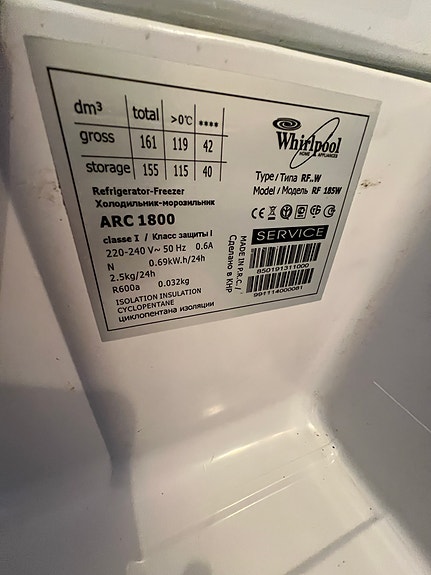 dm³ total >0°C ****
gross 161 119 42
storage 155 115 40
Refrigerator-Freezer
Холодильник-морозильник
ARC 1800
classe I / Класс защиты I
220-240 V~ 50 Hz 0.6A
N 0.69kW.h/24h
2.5kg/24h
R600a 0.032kg
ISOLATION INSULATION
CYCLOPENTANE
циклопентана изоляции
MADE IN P.R.C. /
Сделано в КНР
Whirlpool
HOME APPLIANCES
Type / Типа RF..W
Model / Модель RF 185W
CE
SERVICE
850191311000
991114000081